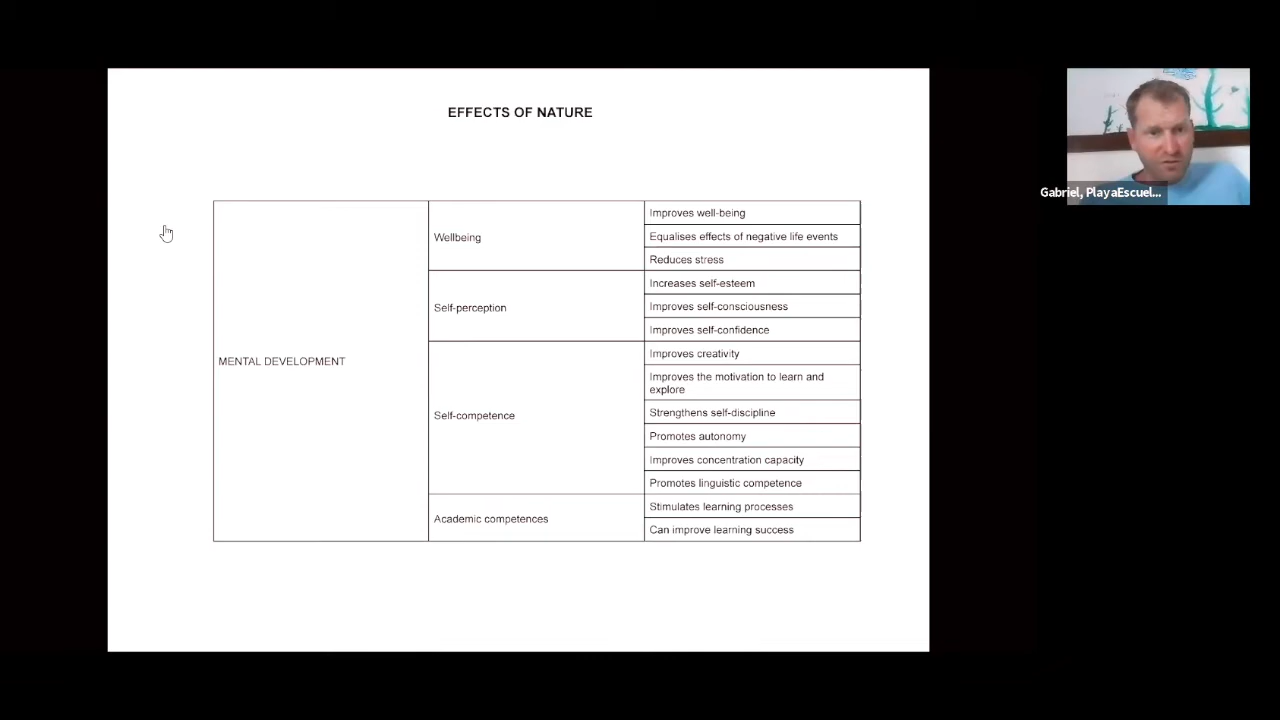 EFFECTS OF NATURE
Gabriel, PlayaEscuel...
MENTAL DEVELOPMENT
Wellbeing
Improves well-being
Equalises effects of negative life events
Reduces stress
Self-perception
Increases self-esteem
Improves self-consciousness
Improves self-confidence
Self-competence
Improves creativity
Improves the motivation to learn and
explore
Strengthens self-discipline
Promotes autonomy
Improves concentration capacity
Promotes linguistic competence
Academic competences
Stimulates learning processes
Can improve learning success